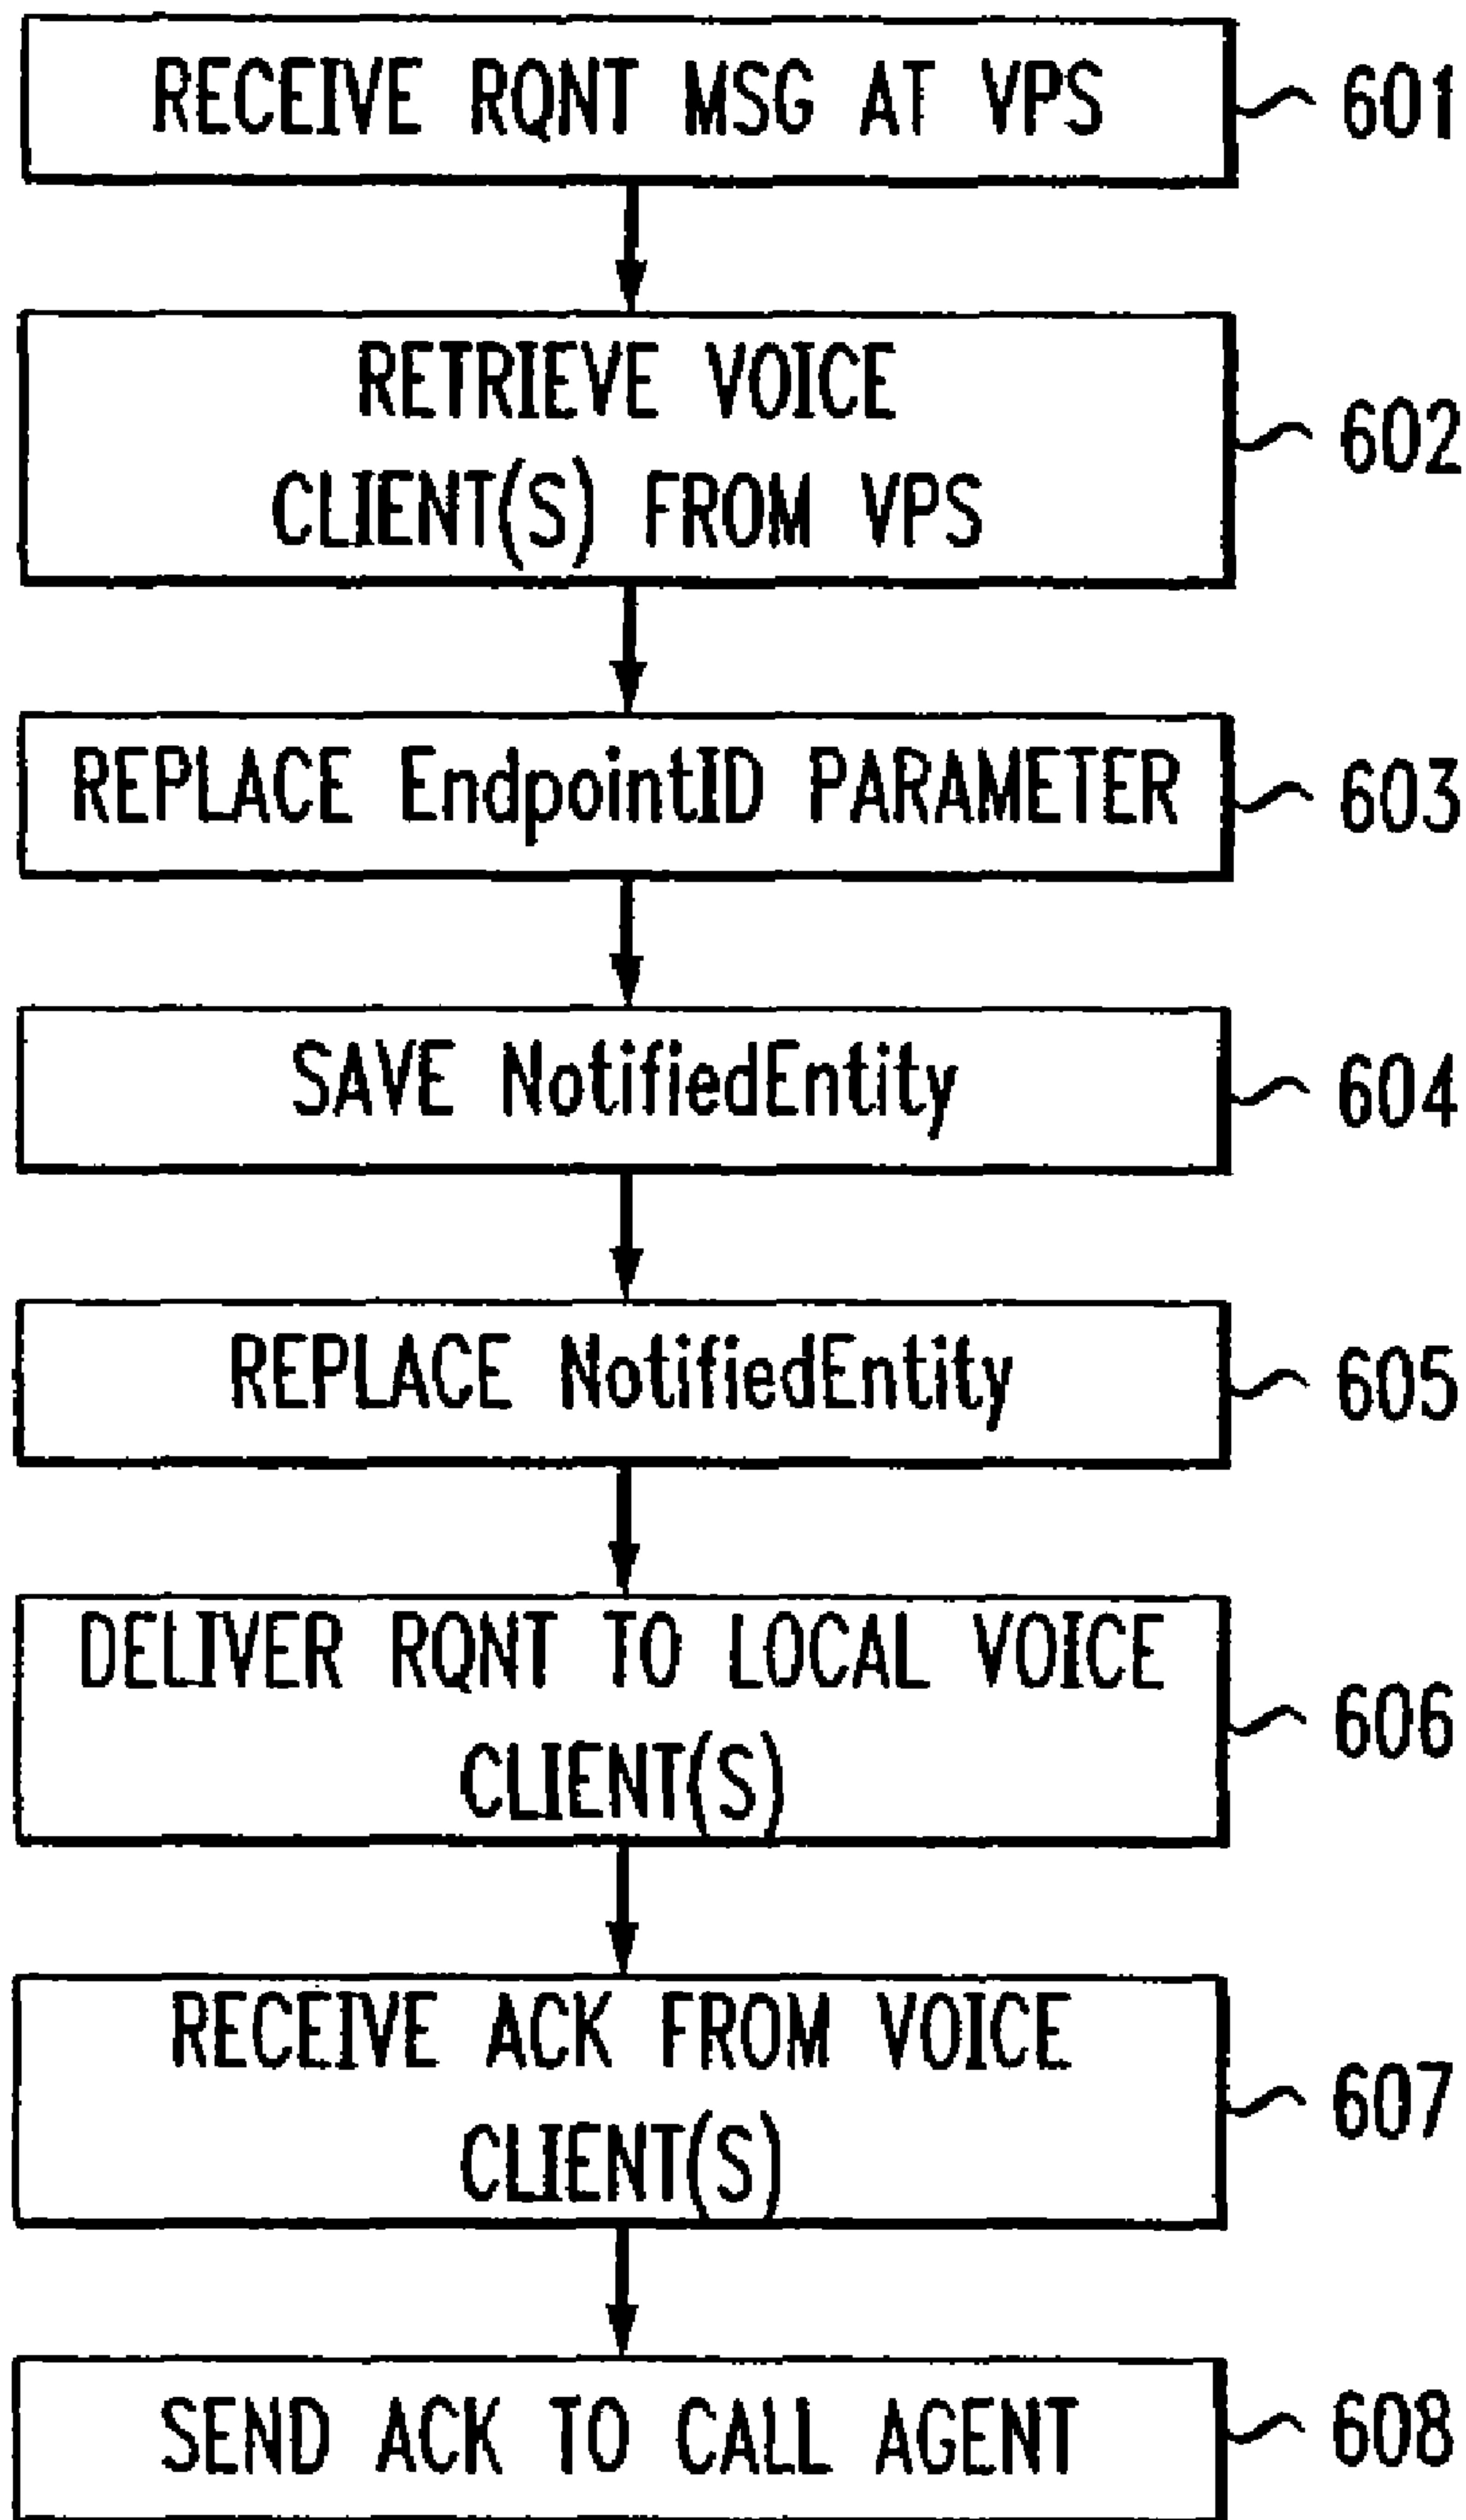 RECEIVE RQNT MSG AT VPS 601
RETRIEVE VOICE
CLIENT(S) FROM VPS 602
REPLACE EndpointID PARAMETER 603
SAVE NotifiedEntity 604
REPLACE NotifiedEntity 605
DELIVER RQNT TO LOCAL VOICE
CLIENT(S) 606
RECEIVE ACK FROM VOICE
CLIENT(S) 607
SEND ACK TO CALL AGENT 608